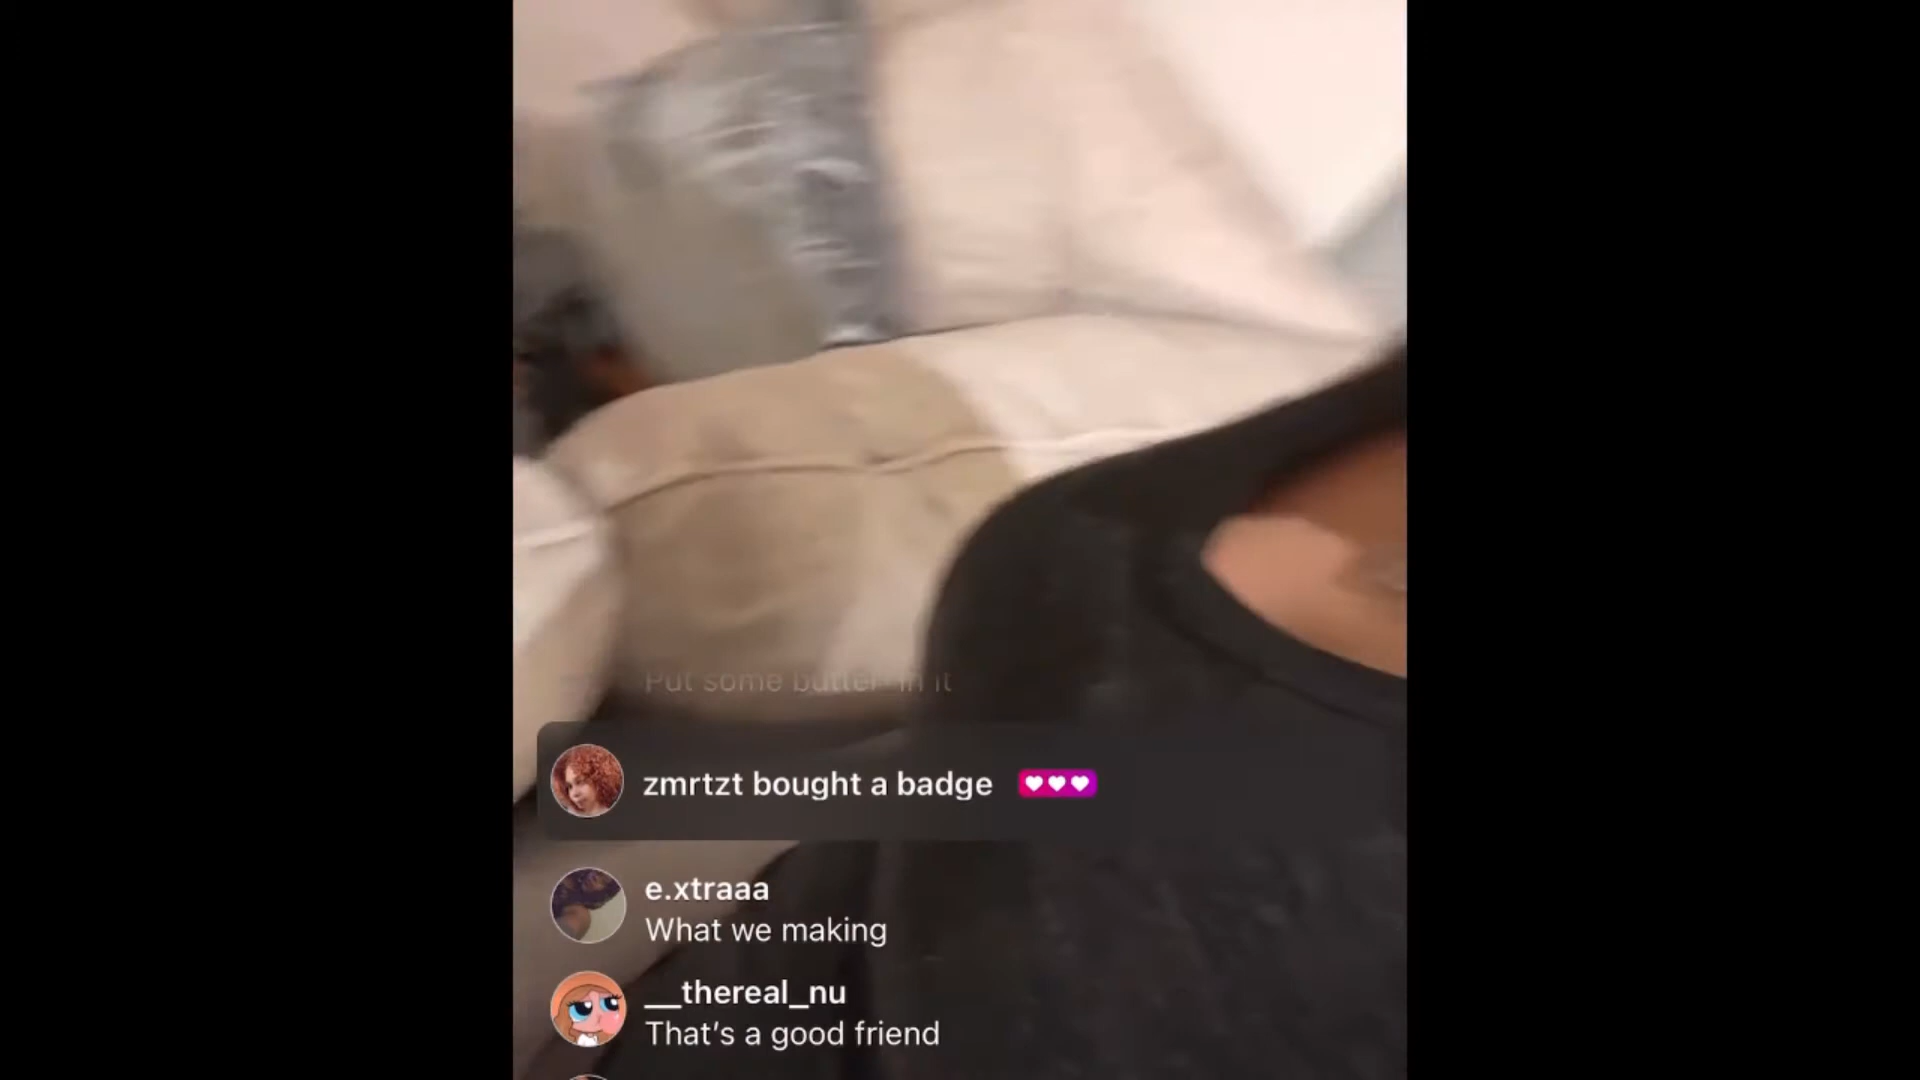 Put some butter in it
zmrtzt bought a badge
e.xtraaa
What we making
__thereal_nu
That's a good friend